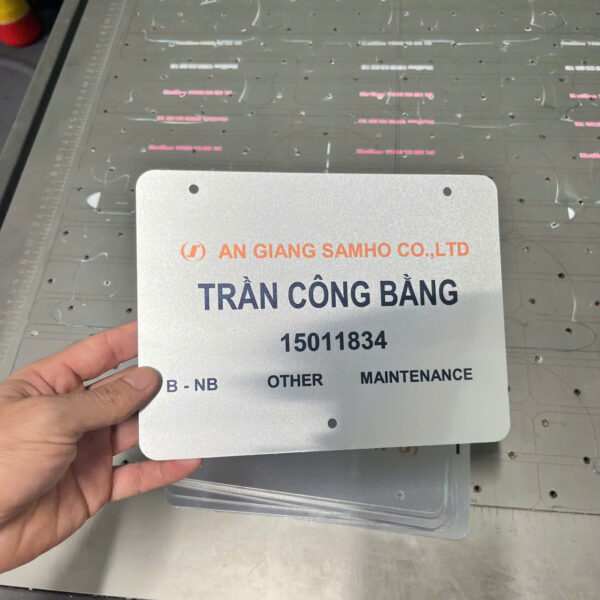 AN GIANG SAMHO CO.,LTD
TRẦN CÔNG BẰNG
15011834
B - NB OTHER MAINTENANCE